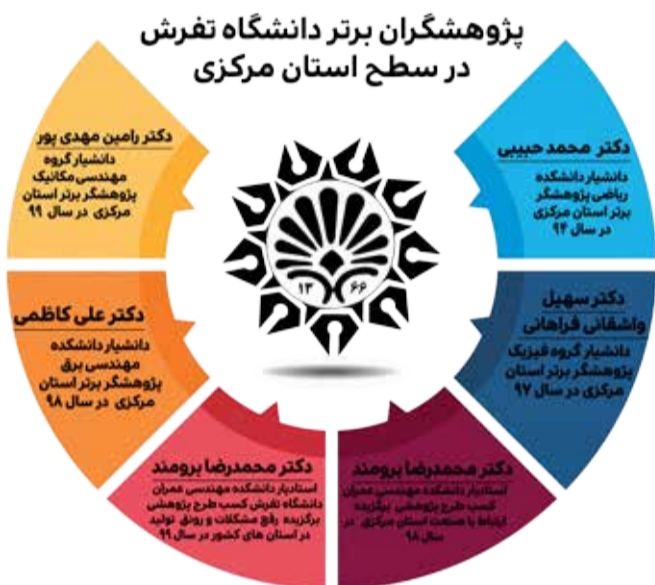 پژوهشگران برتر دانشگاه تفرش
در سطح استان مرکزی
دکتر محمد حبیبی
دانشیار دانشکده
ریاضی پژوهشگر
برتر استان مرکزی
در سال ۹۴
دکتر سهیل
واشقانی فراهانی
دانشیار گروه فیزیک
پژوهشگر برتر استان
مرکزی در سال ۹۷
دکتر محمدرضا برومند
استادیار دانشکده مهندسی عمران
کسب طرح پژوهشی برگزیده
ارتباط با صنعت استان مرکزی در
سال ۹۸
دکتر محمدرضا برومند
استادیار دانشکده مهندسی عمران
دانشگاه تفرش کسب طرح پژوهشی
برگزیده رفع مشکلات و رونق تولید
در استان های کشور در سال ۹۹
دکتر علی کاظمی
دانشیار دانشکده
مهندسی برق
پژوهشگر برتر استان
مرکزی در سال ۹۸
دکتر رامین مهدی پور
دانشیار گروه
مهندسی مکانیک
پژوهشگر برتر استان
مرکزی در سال ۹۹
۱۳ ۶۶